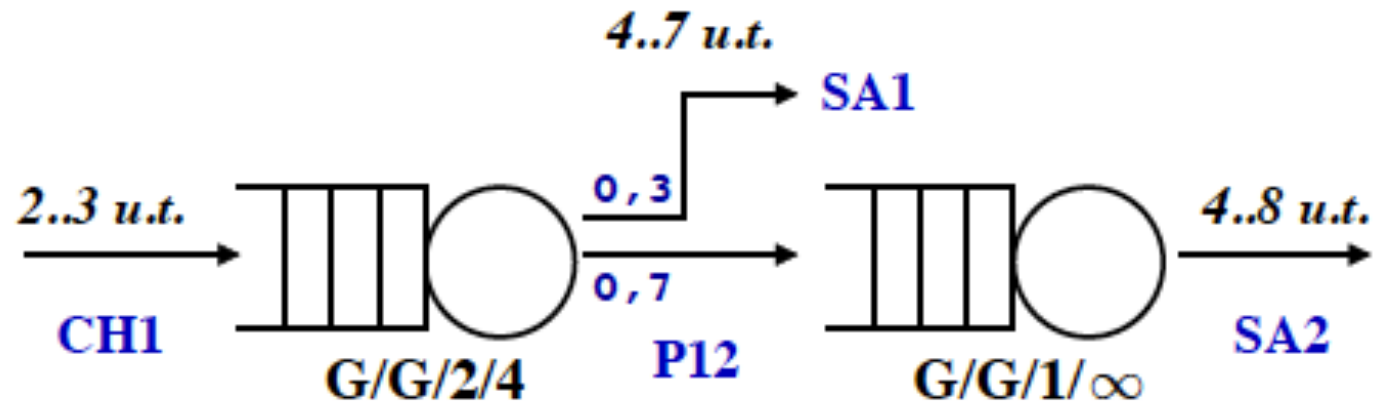 4..7 u.t.
SA1
2..3 u.t.
0,3
4..8 u.t.
0,7
CH1
P12
SA2
G/G/2/4
G/G/1/∞